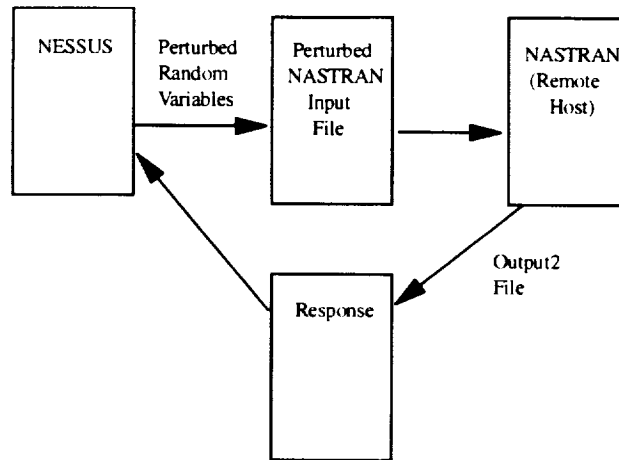 NESSUS
Perturbed
Random
Variables
Perturbed
NASTRAN
Input
File
NASTRAN
(Remote
Host)
Output2
File
Response